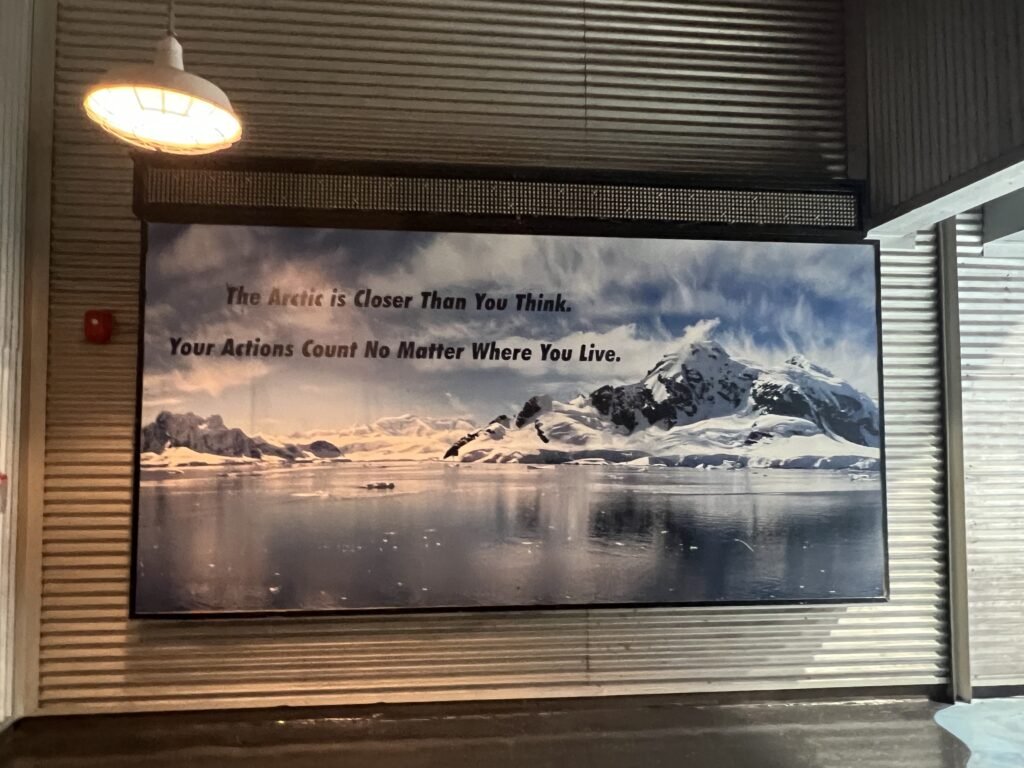 The Arctic is Closer Than You Think.
Your Actions Count No Matter Where You Live.